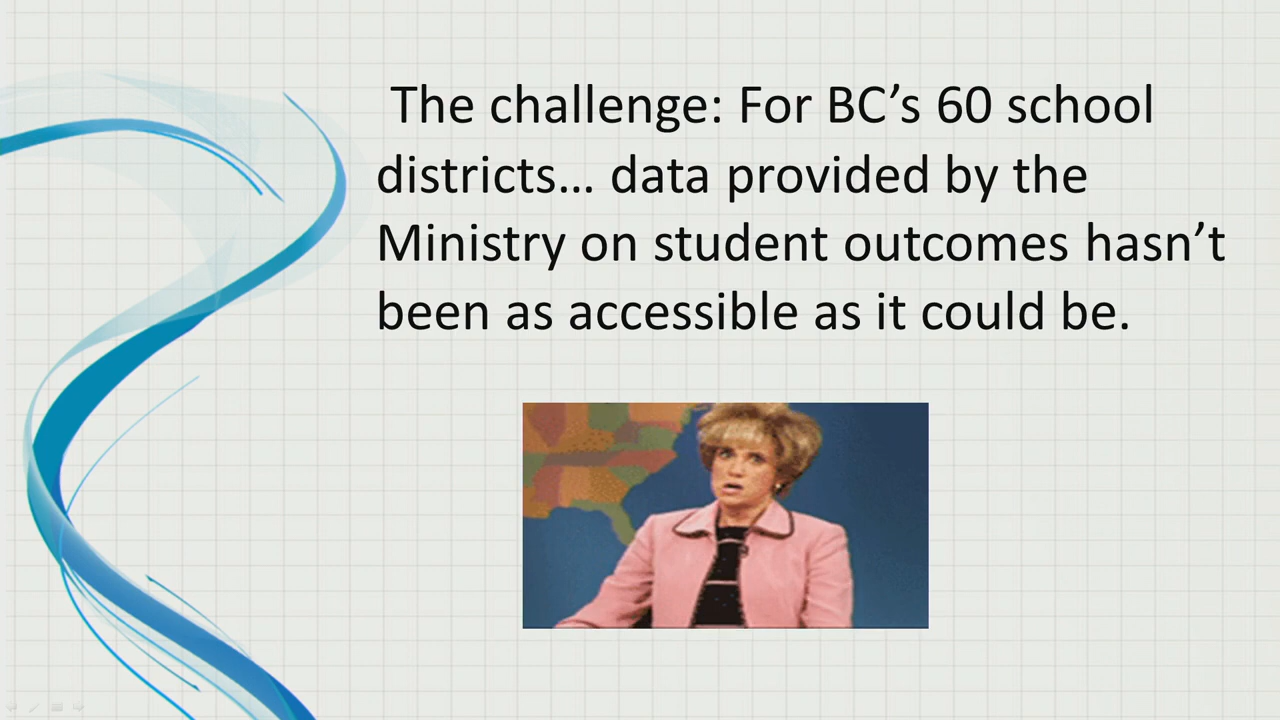 The challenge: For BC’s 60 school
districts… data provided by the
Ministry on student outcomes hasn’t
been as accessible as it could be.